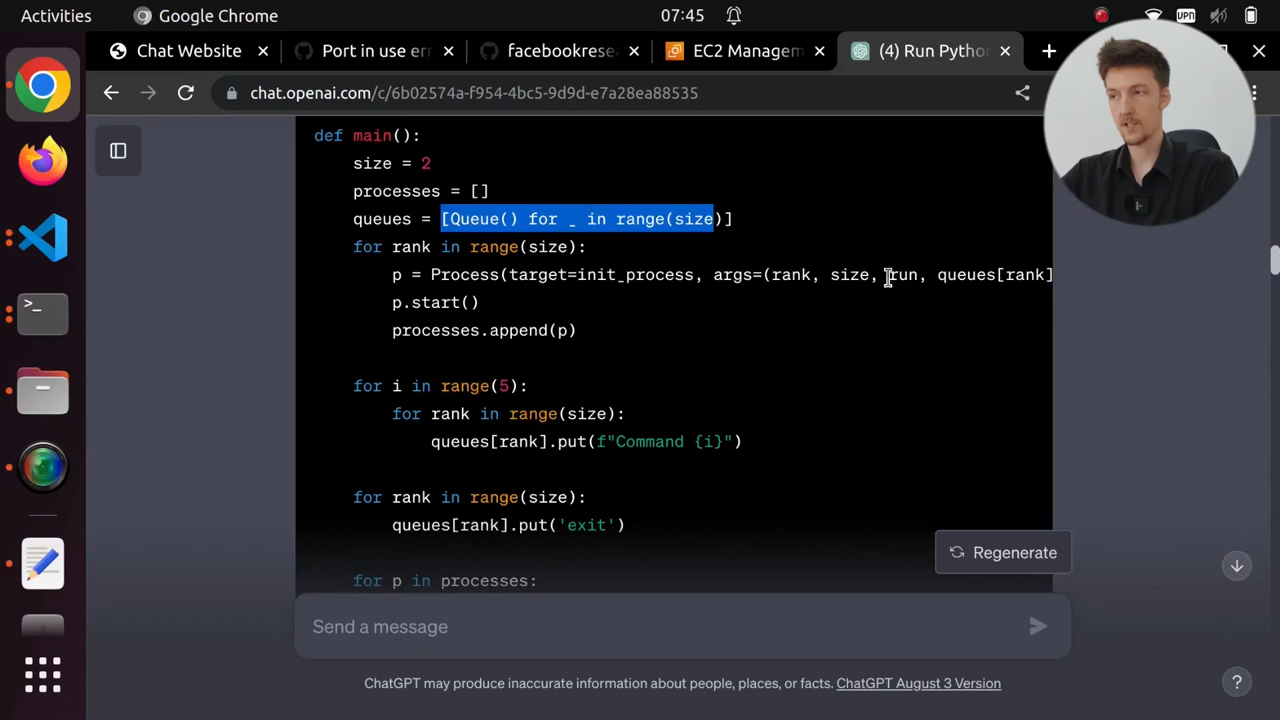 Activities
Google Chrome
07:45
VPN
Chat Website
Port in use err
facebookrese
EC2 Managem
(4) Run Pytho
chat.openai.com/c/6b02574a-f954-4bc5-9d9d-e7a28ea88535
def main():
size = 2
processes = []
queues = [Queue() for _ in range(size)]
for rank in range(size):
p = Process(target=init_process, args=(rank, size, run, queues[rank]
p.start()
processes.append(p)
for i in range(5):
for rank in range(size):
queues[rank].put(f"Command {i}")
for rank in range(size):
queues[rank].put('exit')
Regenerate
for p in processes:
Send a message
ChatGPT may produce inaccurate information about people, places, or facts. ChatGPT August 3 Version